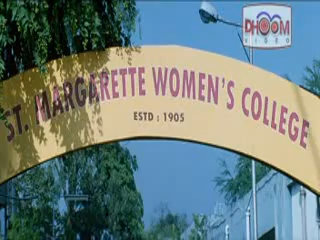 DHOOM
VIDEO
ST. MARGARETTE WOMEN'S COLLEGE
ESTD : 1905